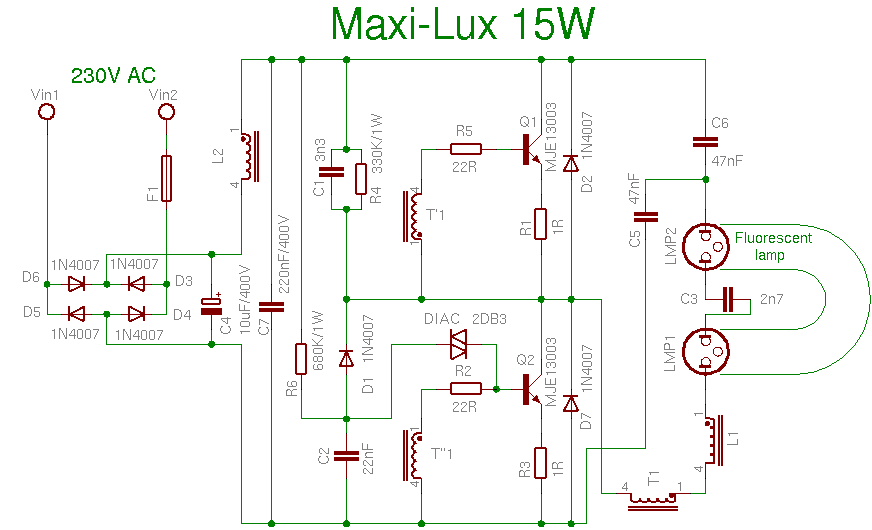 Maxi-Lux 15W
230V AC
Vin1
Vin2
F1
L2
1
4
D6
1N4007
1N4007
D3
D5
D4
1N4007
1N4007
+
C4
10uF/400V
C7
220nF/400V
R6
680K/1W
C1
3n3
R4
330K/1W
D1
1N4007
C2
22nF
T'1
4
1
R5
22R
Q1
MJE13003
R1
1R
D2
1N4007
DIAC 2DB3
R2
22R
T''1
1
4
Q2
MJE13003
R3
1R
D7
1N4007
C6
47nF
C5
47nF
LMP2
Fluorescent
lamp
C3
2n7
LMP1
L1
1
4
T1
4
1